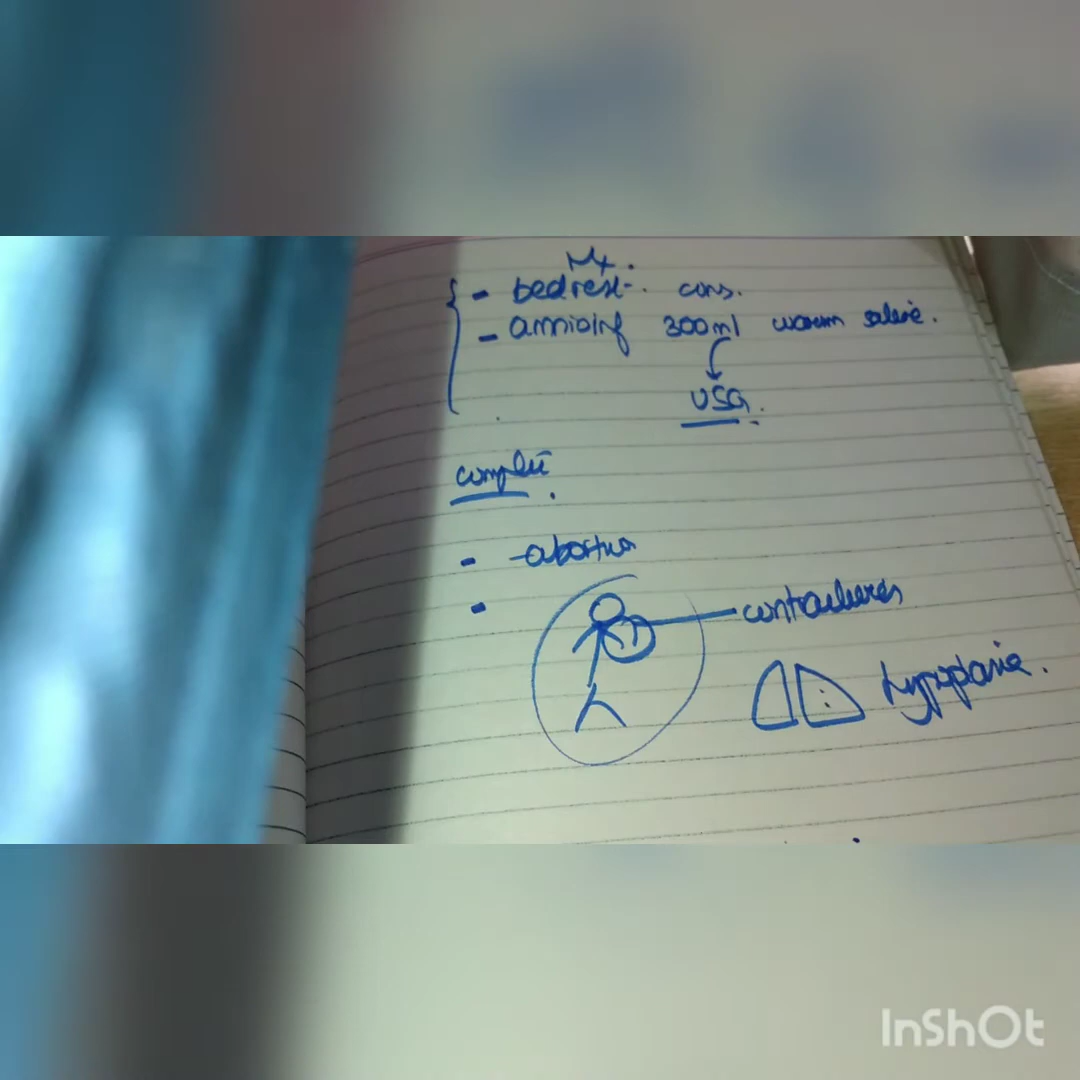 Mx.
- bedrest. cons.
- amnioinf 300ml warm saline.
USG.
complic.
- -abortion
contractures
hypoplasia.
InShOt